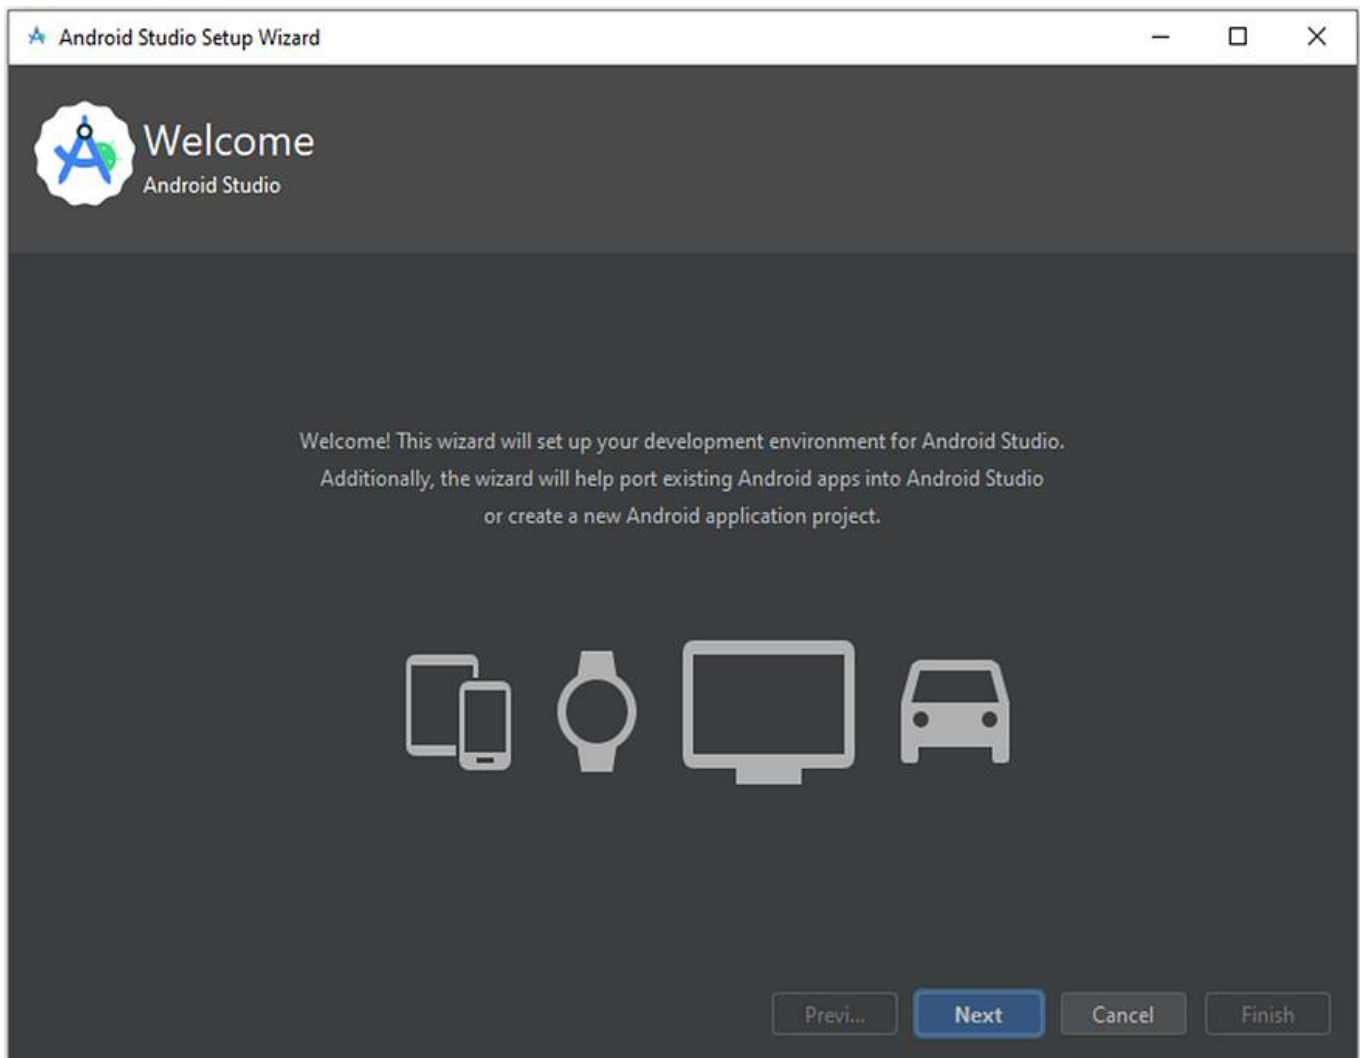 Android Studio Setup Wizard
Welcome
Android Studio
Welcome! This wizard will set up your development environment for Android Studio.
Additionally, the wizard will help port existing Android apps into Android Studio
or create a new Android application project.
Previ... Next Cancel Finish